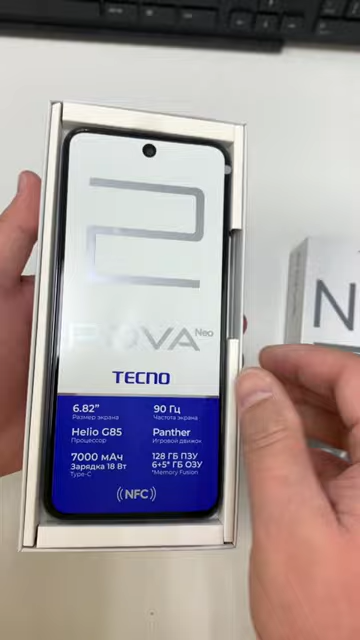 2
POVA Neo
TECNO
6.82”
Размер экрана
90 Гц
Частота экрана
Helio G85
Процессор
Panther
Игровой движок
7000 мАч
Зарядка 18 Вт
Type-C
128 ГБ ПЗУ
6+5* ГБ ОЗУ
*Memory Fusion
((NFC))
N